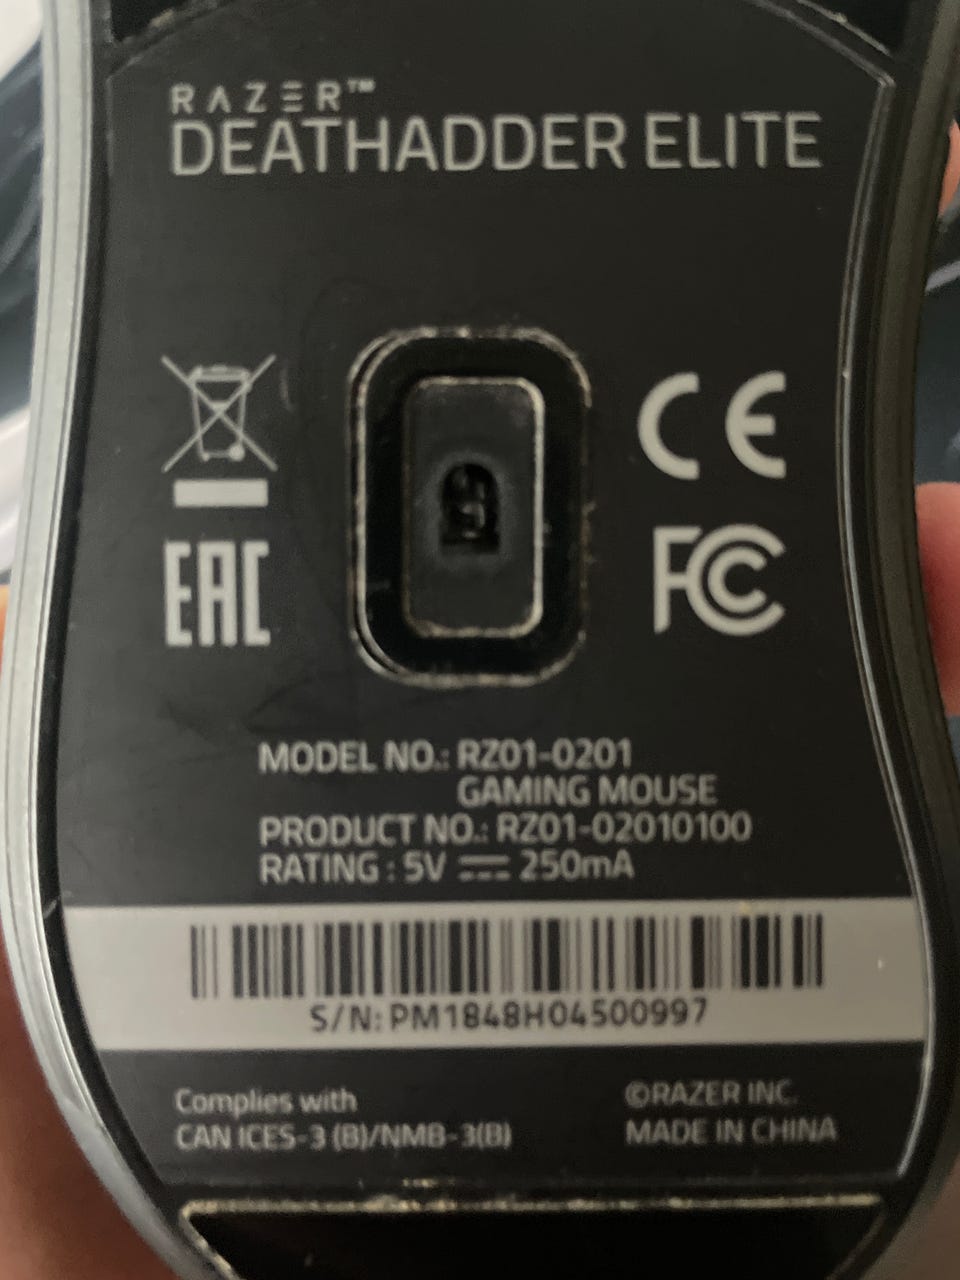 RAZER™
DEATHADDER ELITE
CE
EAC
FC
MODEL NO.: RZ01-0201
GAMING MOUSE
PRODUCT NO.: RZ01-02010100
RATING : 5V ⎓ 250mA
S/N: PM1848H04500997
Complies with
CAN ICES-3 (B)/NMB-3(B)
©RAZER INC.
MADE IN CHINA